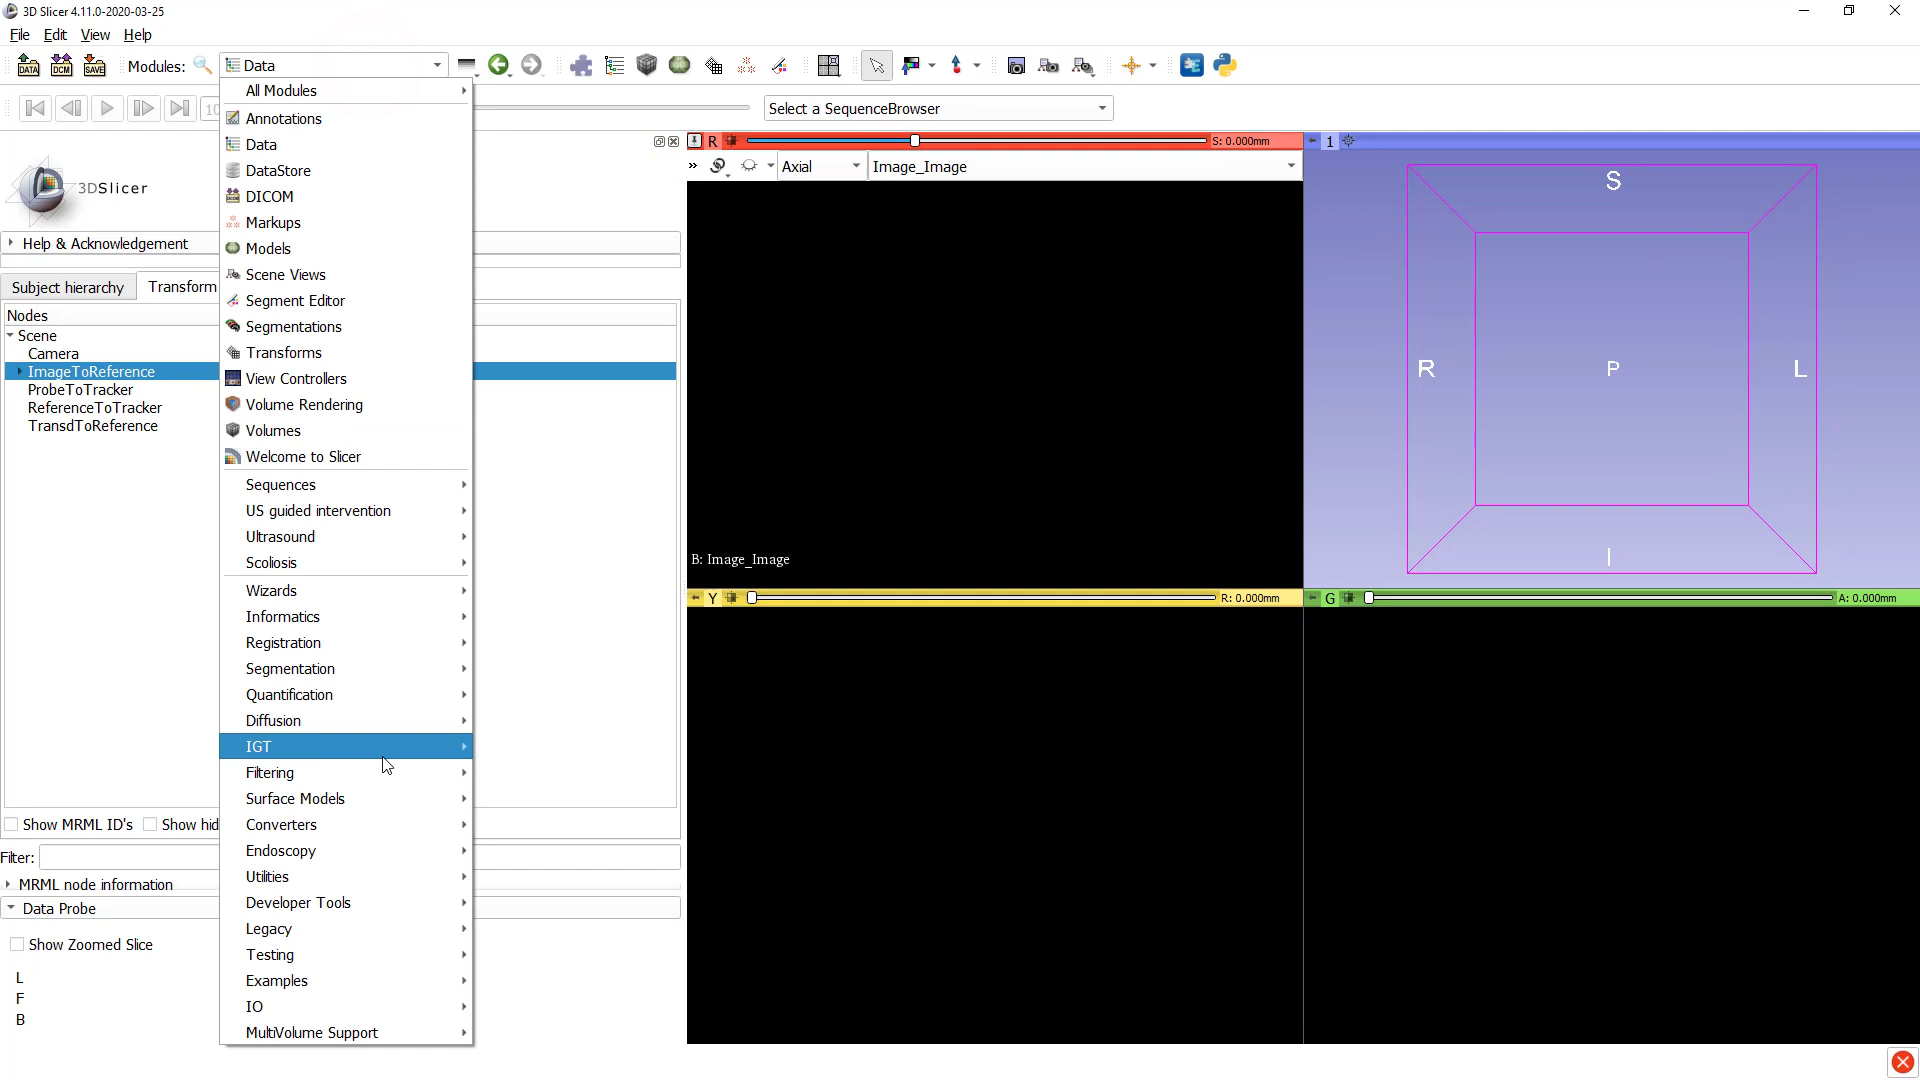 3D Slicer 4.11.0-2020-03-25
File Edit View Help
DATA DCM SAVE Modules: Data
All Modules
10 Select a SequenceBrowser
Annotations
Data
DataStore
DICOM
Markups
Models
Scene Views
Segment Editor
Segmentations
Transforms
View Controllers
Volume Rendering
Volumes
Welcome to Slicer
Sequences
US guided intervention
Ultrasound
Scoliosis
Wizards
Informatics
Registration
Segmentation
Quantification
Diffusion
IGT
Filtering
Surface Models
Converters
Endoscopy
Utilities
Developer Tools
Legacy
Testing
Examples
IO
MultiVolume Support
3DSlicer
Help & Acknowledgement
Subject hierarchy Transform
Nodes
Scene
Camera
ImageToReference
ProbeToTracker
ReferenceToTracker
TransdToReference
Show MRML ID's Show hid
Filter:
MRML node information
Data Probe
Show Zoomed Slice
L
F
B
R S: 0.000mm
» Axial Image_Image
B: Image_Image
1
S
R P L
I
Y R: 0.000mm
G A: 0.000mm